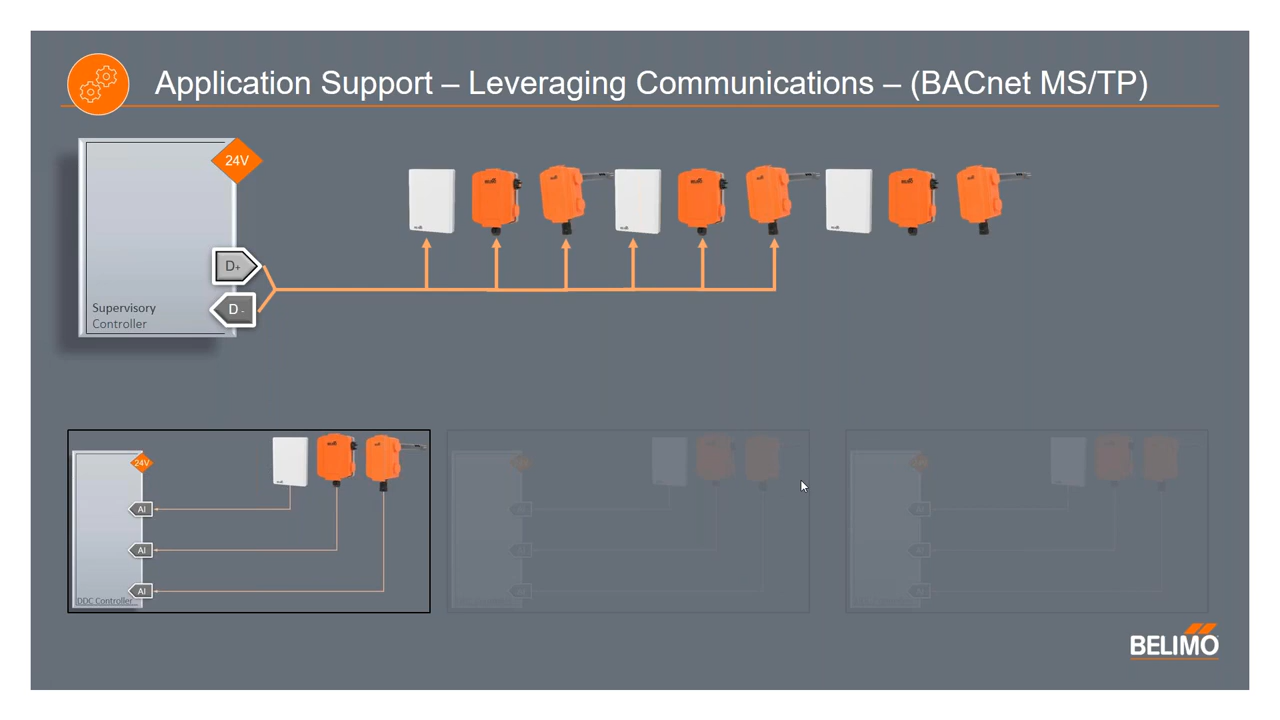 Application Support – Leveraging Communications – (BACnet MS/TP)
24V
D+
D -
Supervisory
Controller
24V
AI
AI
AI
DDC Controller
BELIMO